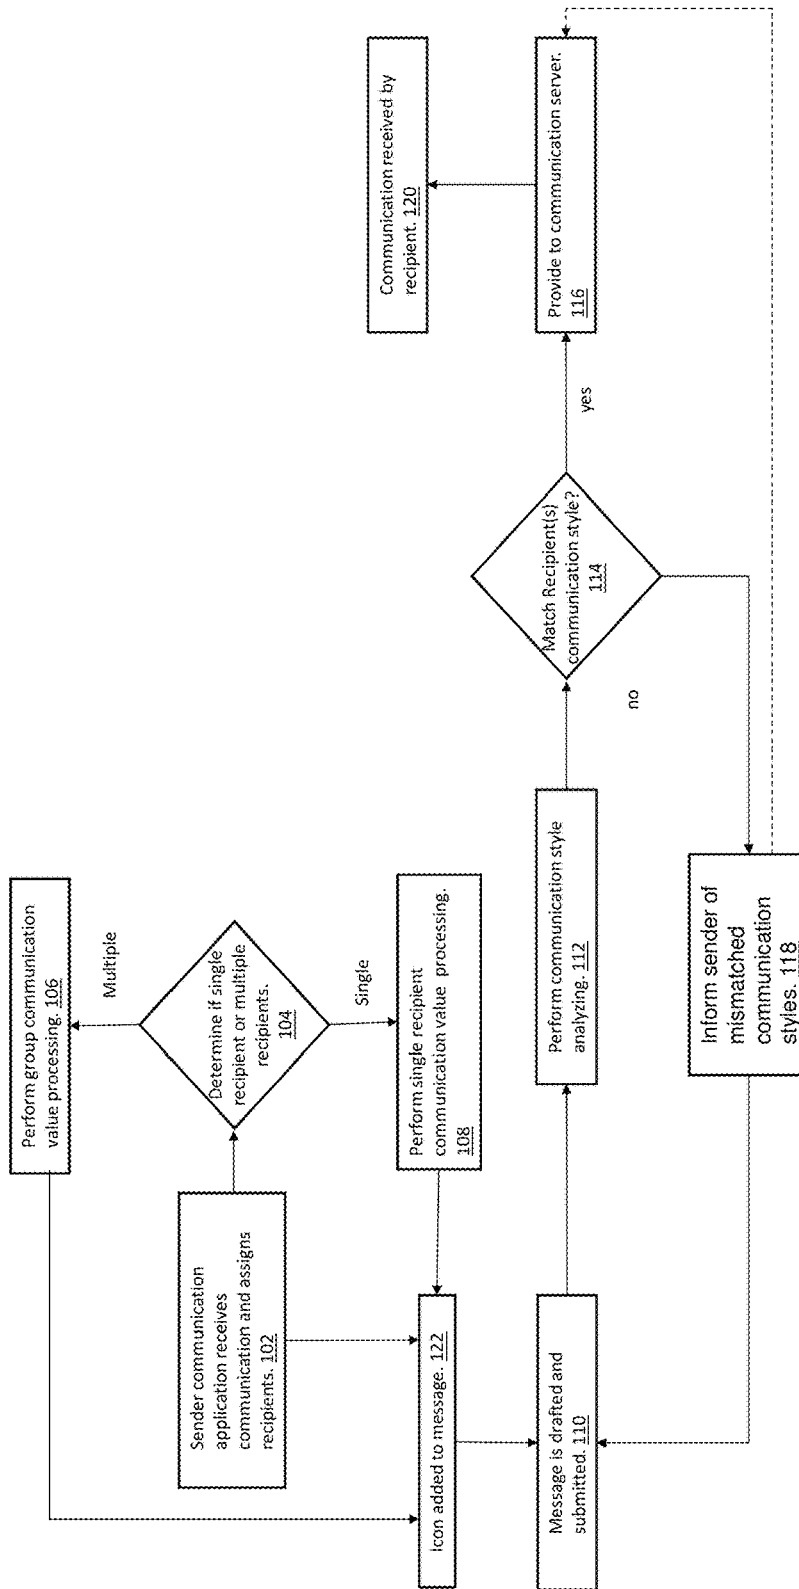 Perform group communication
value processing. 106
Multiple
Sender communication
application receives
communication and assigns
recipients. 102
Determine if single
recipient or multiple
recipients.
104
Single
Perform single recipient
communication value processing.
108
Icon added to message. 122
Message is drafted and
submitted. 110
Perform communication style
analyzing. 112
Match Recipient(s)
communication style?
114
yes
no
Provide to communication server.
116
Communication received by
recipient. 120
Inform sender of
mismatched
communication
styles. 118